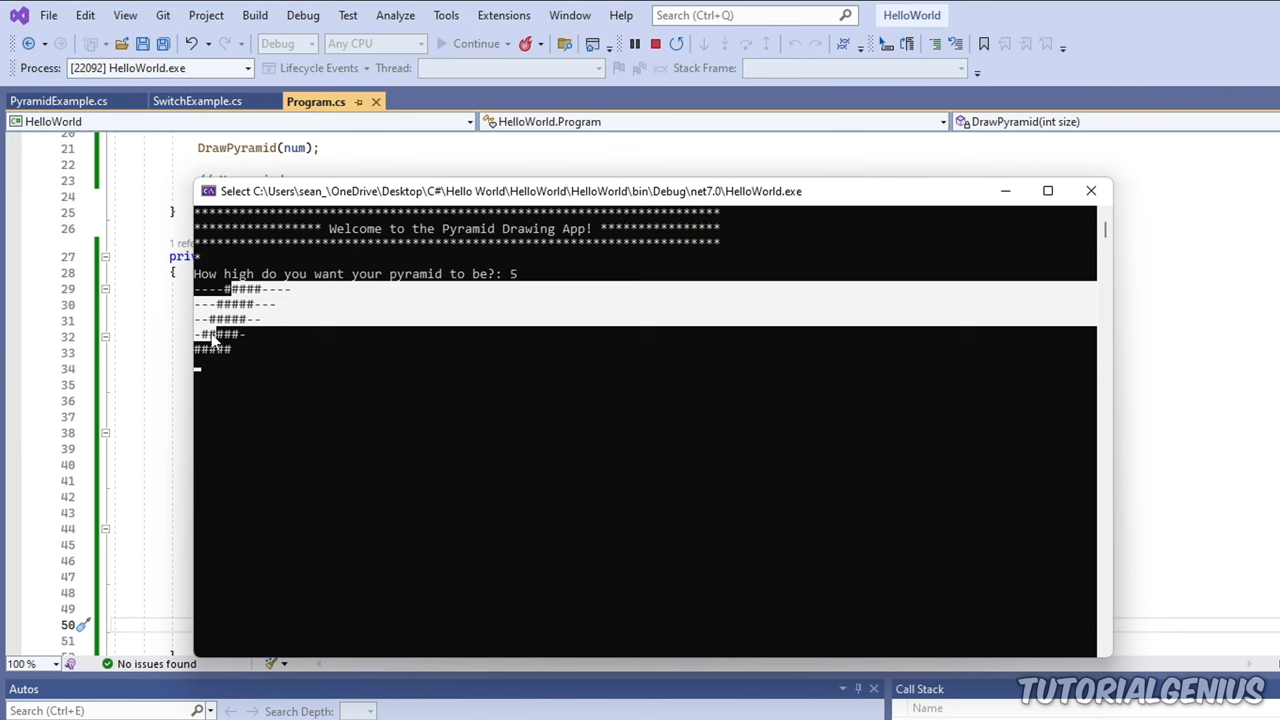 File Edit View Git Project Build Debug Test Analyze Tools Extensions Window Help Search (Ctrl+Q) HelloWorld
Debug Any CPU Continue
Process: [22092] HelloWorld.exe Lifecycle Events Thread: Stack Frame:
PyramidExample.cs SwitchExample.cs Program.cs
HelloWorld HelloWorld.Program DrawPyramid(int size)
20
21 DrawPyramid(num);
22
23
24
25 }
26
1 refe
27 priv
28 {
29
30
31
32
33
34
35
36
37
38
39
40
41
42
43
44
45
46
47
48
49
50
51
Select C:\Users\sean_\OneDrive\Desktop\C#\Hello World\HelloWorld\HelloWorld\bin\Debug\net7.0\HelloWorld.exe
**********************************************************************
***************** Welcome to the Pyramid Drawing App! ****************
**********************************************************************
*
How high do you want your pyramid to be?: 5
----#####----
---#####---
--#####--
-#####-
#####
100 % No issues found
Autos
Search (Ctrl+E) Search Depth:
Call Stack
Name
TUTORIALGENIUS